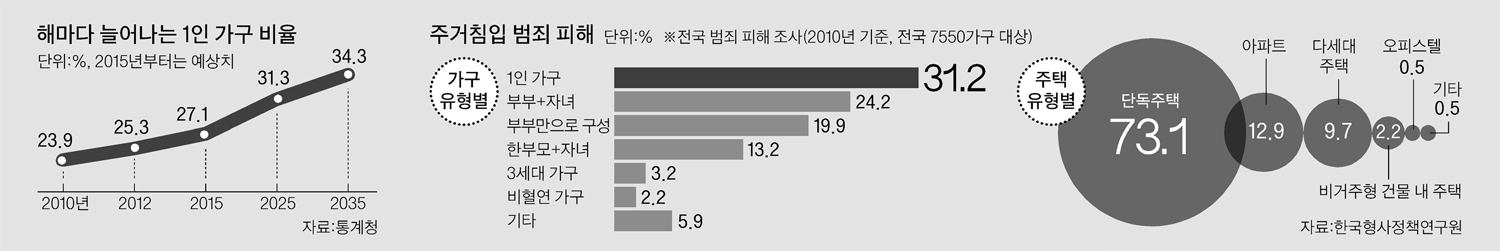 해마다 늘어나는 1인 가구 비율
단위:%, 2015년부터는 예상치
23.9
25.3
27.1
31.3
34.3
2010년
2012
2015
2025
2035
자료:통계청
주거침입 범죄 피해 단위:% ※전국 범죄 피해 조사(2010년 기준, 전국 7550가구 대상)
가구
유형별
1인 가구 31.2
부부+자녀 24.2
부부만으로 구성 19.9
한부모+자녀 13.2
3세대 가구 3.2
비혈연 가구 2.2
기타 5.9
주택
유형별
단독주택
73.1
아파트
12.9
다세대
주택
9.7
2.2
비거주형 건물 내 주택
오피스텔
0.5
기타
0.5
자료:한국형사정책연구원